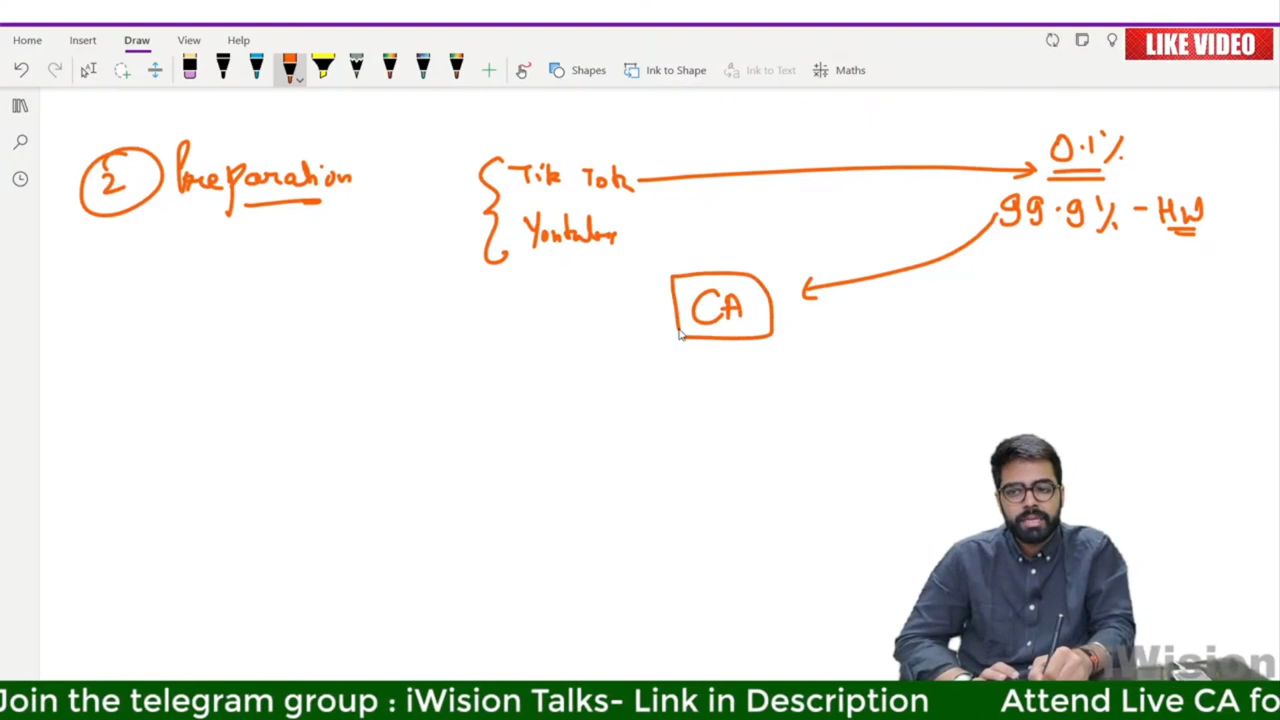 Home Insert Draw View Help
LIKE VIDEO
Shapes Ink to Shape Ink to Text Maths
2 Preparation
Tik Tok
0.1%
Youtuber
99.9% - HW
CA
iWision
Join the telegram group : iWision Talks- Link in Description Attend Live CA fo